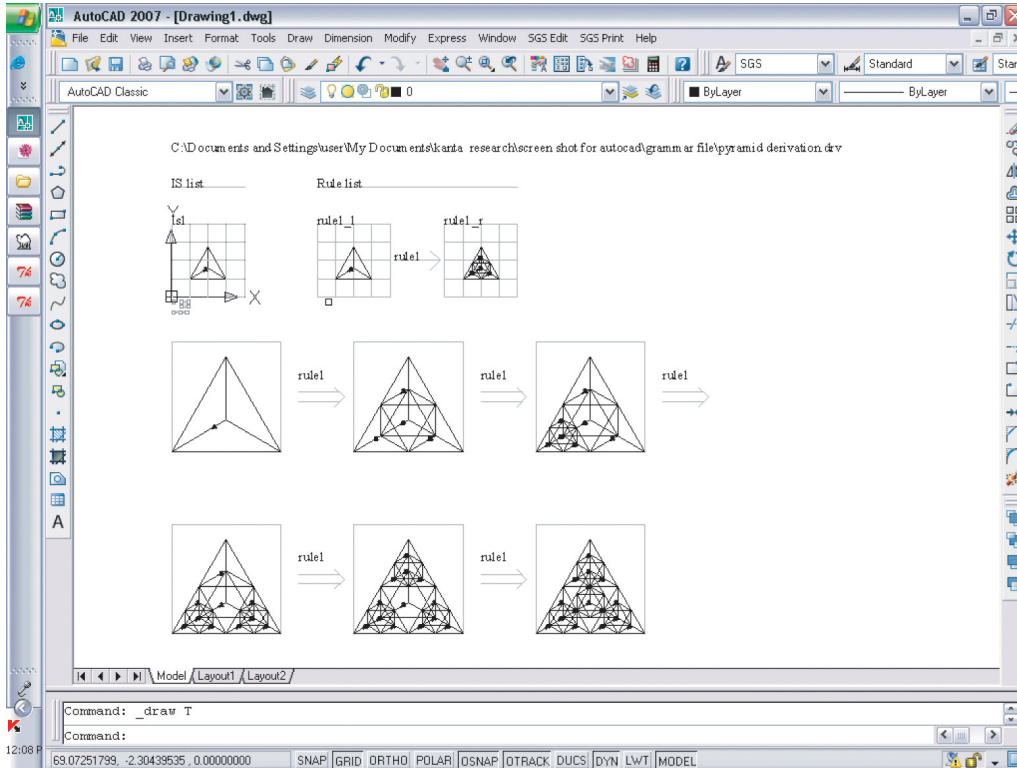 AutoCAD 2007 - [Drawing1.dwg]
File Edit View Insert Format Tools Draw Dimension Modify Express Window SGS Edit SGS Print Help
SGS Standard Star
AutoCAD Classic 0 ByLayer ByLayer
C:\Documents and Settings\user\My Documents\kanta research\screen shot for autocad\grammar file\pyramid derivation.drv
IS list Rule list
Y
Is1 rule1_l rule1_r
rule1
X
rule1 rule1 rule1
rule1 rule1
A
Model Layout1 Layout2
Command: _draw T
Command:
12:08 P
69.07251799, -2.30439535 , 0.00000000 SNAP GRID ORTHO POLAR OSNAP OTRACK DUCS DYN LWT MODEL